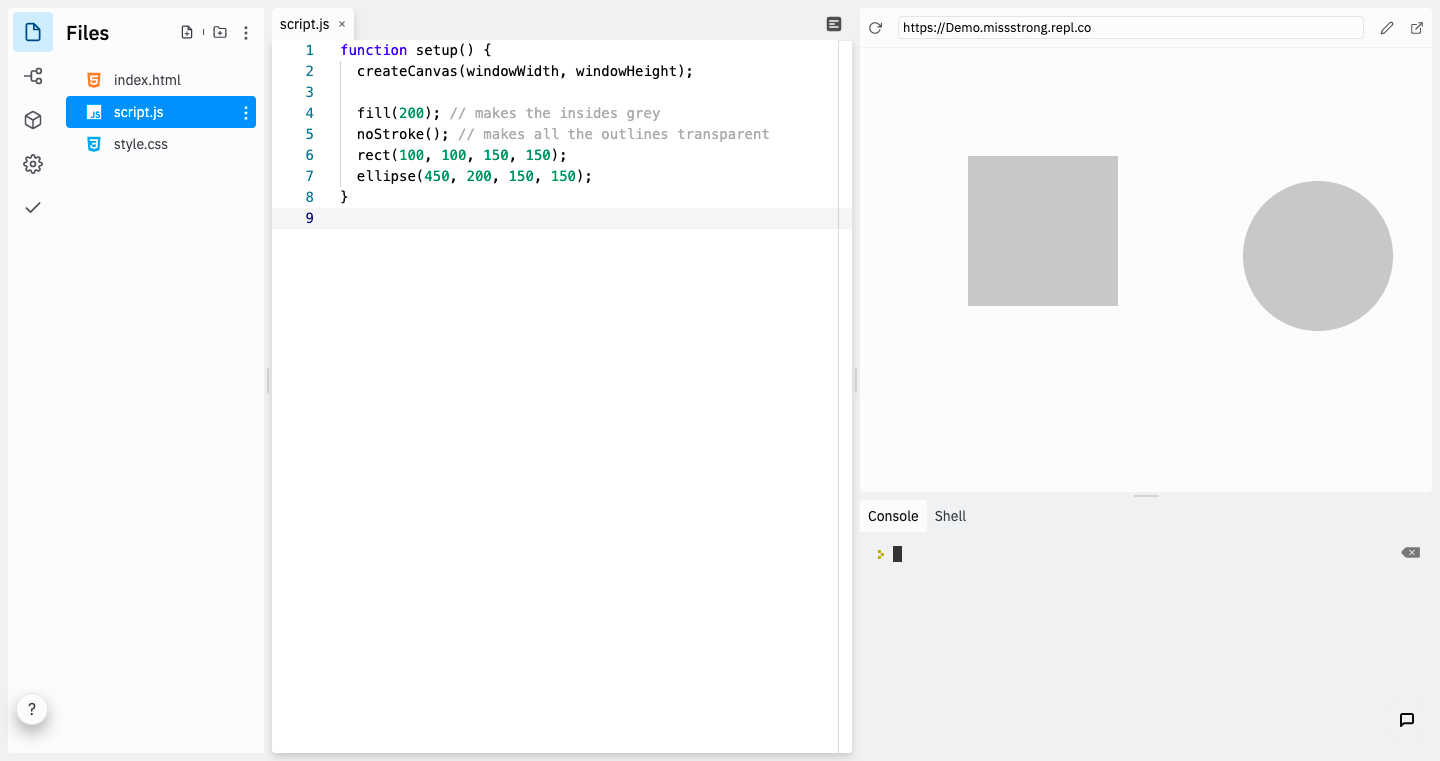 Files
index.html
script.js
style.css
?
script.js ×
1 function setup() {
2   createCanvas(windowWidth, windowHeight);
3
4   fill(200); // makes the insides grey
5   noStroke(); // makes all the outlines transparent
6   rect(100, 100, 150, 150);
7   ellipse(450, 200, 150, 150);
8 }
9
https://Demo.missstrong.repl.co
Console Shell